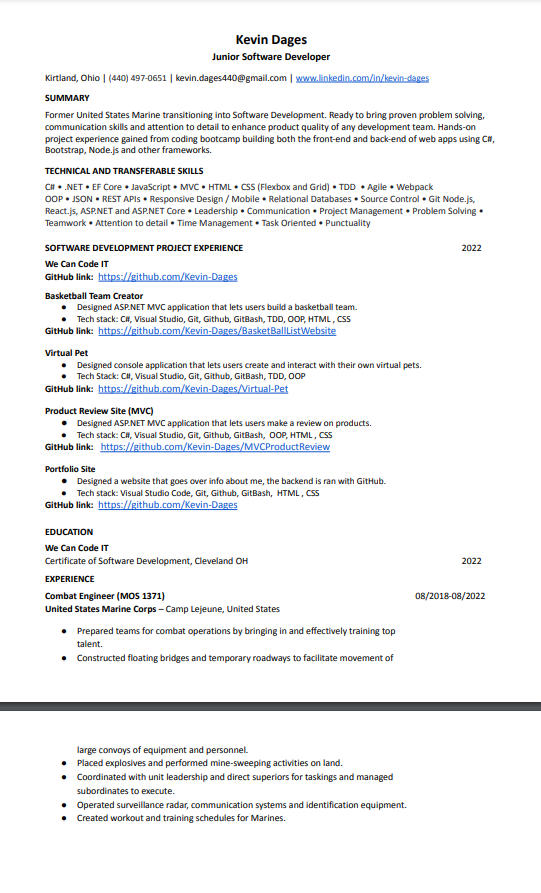 Kevin Dages
Junior Software Developer
Kirtland, Ohio | (440) 497-0651 | kevin.dages440@gmail.com | www.linkedin.com/in/kevin-dages
SUMMARY
Former United States Marine transitioning into Software Development. Ready to bring proven problem solving,
communication skills and attention to detail to enhance product quality of any development team. Hands-on
project experience gained from coding bootcamp building both the front-end and back-end of web apps using C#,
Bootstrap, Node.js and other frameworks.
TECHNICAL AND TRANSFERABLE SKILLS
C# • .NET • EF Core • JavaScript • MVC • HTML • CSS (Flexbox and Grid) • TDD • Agile • Webpack
OOP • JSON • REST APIs • Responsive Design / Mobile • Relational Databases • Source Control • Git Node.js,
React.js, ASP.NET and ASP.NET Core • Leadership • Communication • Project Management • Problem Solving •
Teamwork • Attention to detail • Time Management • Task Oriented • Punctuality
SOFTWARE DEVELOPMENT PROJECT EXPERIENCE 2022
We Can Code IT
GitHub link: https://github.com/Kevin-Dages
Basketball Team Creator
• Designed ASP.NET MVC application that lets users build a basketball team.
• Tech stack: C#, Visual Studio, Git, Github, GitBash, TDD, OOP, HTML , CSS
GitHub link: https://github.com/Kevin-Dages/BasketBallListWebsite
Virtual Pet
• Designed console application that lets users create and interact with their own virtual pets.
• Tech Stack: C#, Visual Studio, Git, Github, GitBash, TDD, OOP
GitHub link: https://github.com/Kevin-Dages/Virtual-Pet
Product Review Site (MVC)
• Designed ASP.NET MVC application that lets users make a review on products.
• Tech stack: C#, Visual Studio, Git, Github, GitBash, OOP, HTML , CSS
GitHub link: https://github.com/Kevin-Dages/MVCProductReview
Portfolio Site
• Designed a website that goes over info about me, the backend is ran with GitHub.
• Tech stack: Visual Studio Code, Git, Github, GitBash, HTML , CSS
GitHub link: https://github.com/Kevin-Dages
EDUCATION
We Can Code IT
Certificate of Software Development, Cleveland OH 2022
EXPERIENCE
Combat Engineer (MOS 1371) 08/2018-08/2022
United States Marine Corps – Camp Lejeune, United States
• Prepared teams for combat operations by bringing in and effectively training top
talent.
• Constructed floating bridges and temporary roadways to facilitate movement of
large convoys of equipment and personnel.
• Placed explosives and performed mine-sweeping activities on land.
• Coordinated with unit leadership and direct superiors for taskings and managed
subordinates to execute.
• Operated surveillance radar, communication systems and identification equipment.
• Created workout and training schedules for Marines.